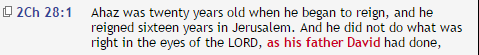 2Ch 28:1 Ahaz was twenty years old when he began to reign, and he
reigned sixteen years in Jerusalem. And he did not do what was
right in the eyes of the LORD, as his father David had done,